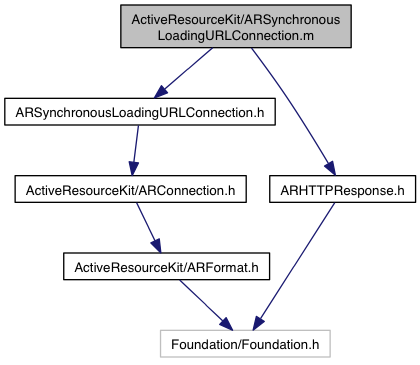 ActiveResourceKit/ARSynchronous
LoadingURLConnection.m
ARSynchronousLoadingURLConnection.h
ActiveResourceKit/ARConnection.h
ARHTTPResponse.h
ActiveResourceKit/ARFormat.h
Foundation/Foundation.h